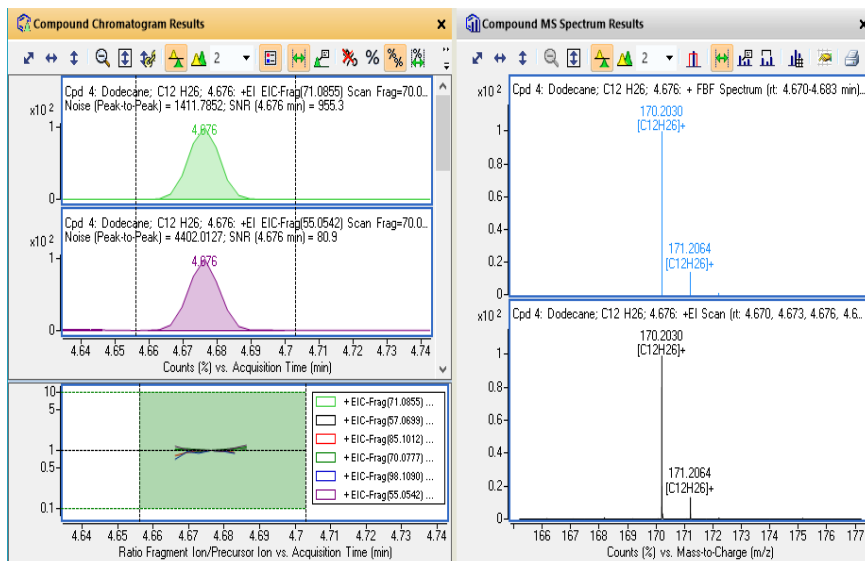 Compound Chromatogram Results
x
2
%
%
x10 2
Cpd 4: Dodecane; C12 H26; 4.676: +EI EIC-Frag(71.0855) Scan Frag=70.0...
Noise (Peak-to-Peak) = 1411.7852; SNR (4.676 min) = 955.3
4.676
1
0
x10 2
Cpd 4: Dodecane; C12 H26; 4.676: +EI EIC-Frag(55.0542) Scan Frag=70.0...
Noise (Peak-to-Peak) = 4402.0127; SNR (4.676 min) = 80.9
4.676
1
0
4.64 4.65 4.66 4.67 4.68 4.69 4.7 4.71 4.72 4.73 4.74
Counts (%) vs. Acquisition Time (min)
10
5
1
0.5
0.1
+ EIC-Frag(71.0855) ...
+ EIC-Frag(57.0699) ...
+ EIC-Frag(85.1012) ...
+ EIC-Frag(70.0777) ...
+ EIC-Frag(98.1090) ...
+ EIC-Frag(55.0542) ...
4.64 4.65 4.66 4.67 4.68 4.69 4.7 4.71 4.72 4.73 4.74
Ratio Fragment Ion/Precursor Ion vs. Acquisition Time (min)
Compound MS Spectrum Results
x
2
x10 2
Cpd 4: Dodecane; C12 H26; 4.676: + FBF Spectrum (rt: 4.670-4.683 min)...
170.2030
[C12H26]+
1
0.8
0.6
0.4
171.2064
[C12H26]+
0.2
0
x10 2
Cpd 4: Dodecane; C12 H26; 4.676: +EI Scan (rt: 4.670, 4.673, 4.676, 4.6...
170.2030
[C12H26]+
1
0.8
0.6
0.4
171.2064
[C12H26]+
0.2
0
166 167 168 169 170 171 172 173 174 175 176 177
Counts (%) vs. Mass-to-Charge (m/z)